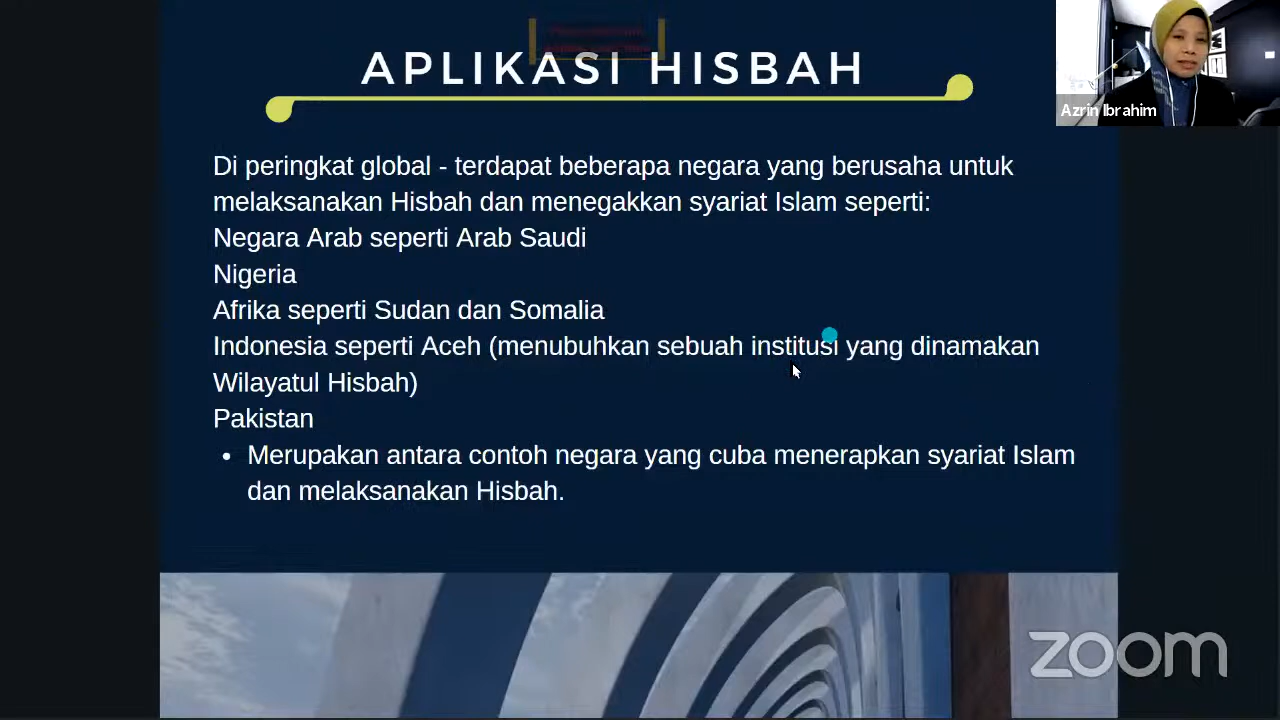 APLIKASI HISBAH
Azrin Ibrahim
Di peringkat global - terdapat beberapa negara yang berusaha untuk
melaksanakan Hisbah dan menegakkan syariat Islam seperti:
Negara Arab seperti Arab Saudi
Nigeria
Afrika seperti Sudan dan Somalia
Indonesia seperti Aceh (menubuhkan sebuah institusi yang dinamakan
Wilayatul Hisbah)
Pakistan
• Merupakan antara contoh negara yang cuba menerapkan syariat Islam
dan melaksanakan Hisbah.
zoom